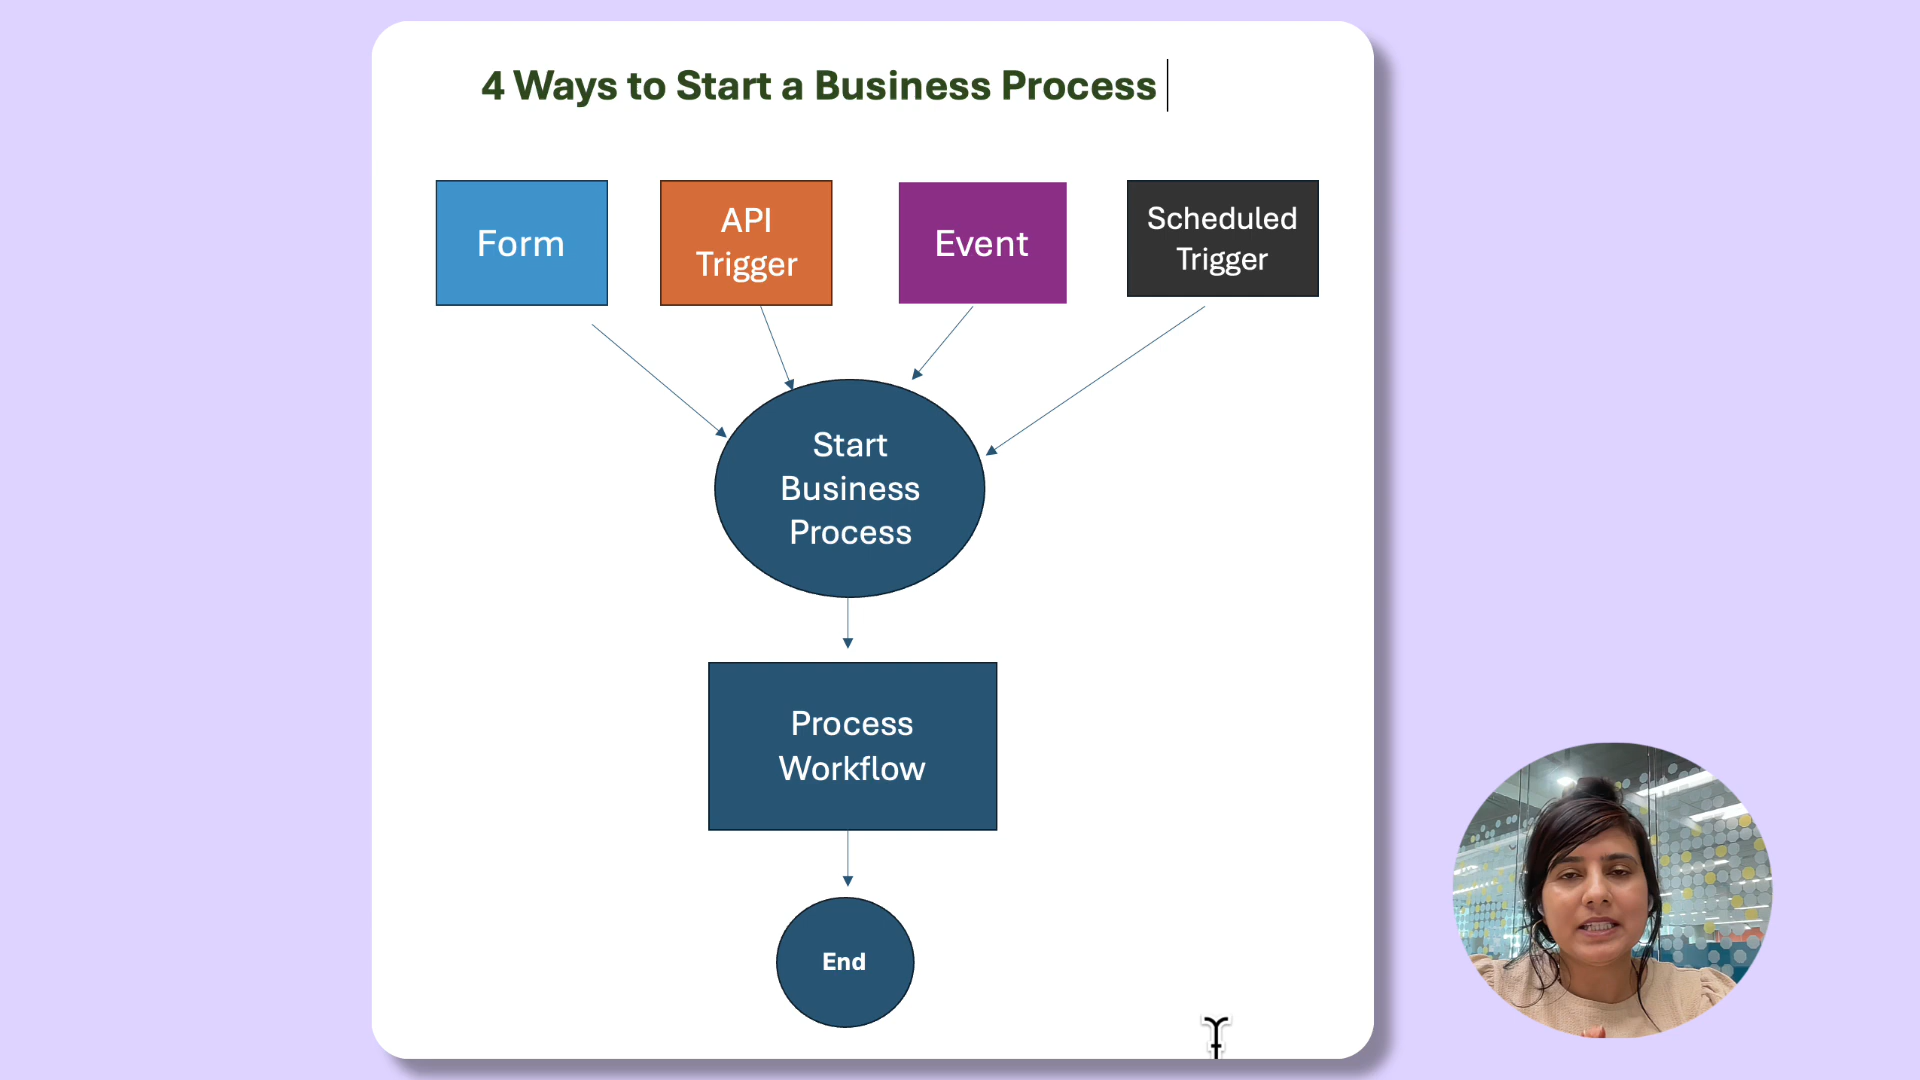 4 Ways to Start a Business Process
Form
API
Trigger
Event
Scheduled
Trigger
Start
Business
Process
Process
Workflow
End